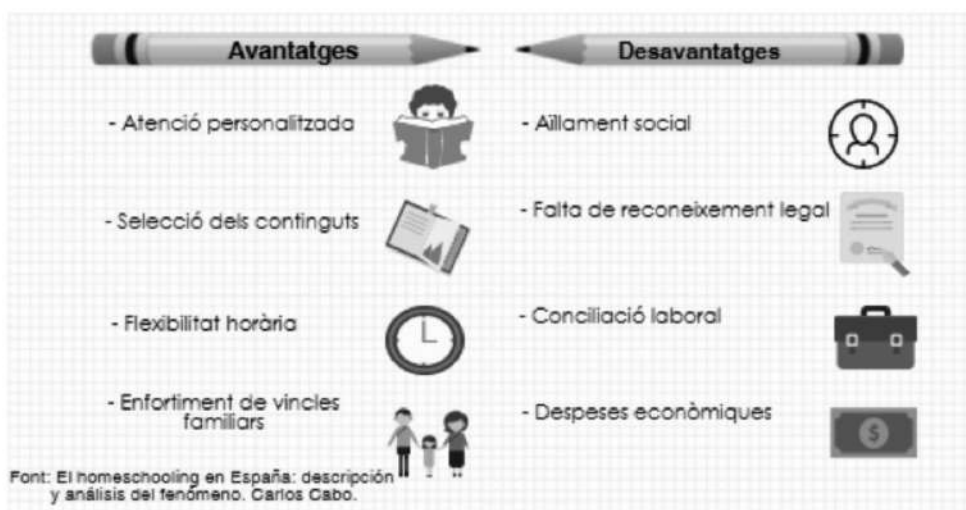 Avantatges
- Atenció personalitzada
- Selecció dels continguts
- Flexibilitat horària
- Enfortiment de vincles
familiars
Desavantatges
- Aïllament social
- Falta de reconeixement legal
- Conciliació laboral
- Despeses econòmiques
$
Font: El homeschooling en España: descripción
y análisis del fenómeno. Carlos Cabo.